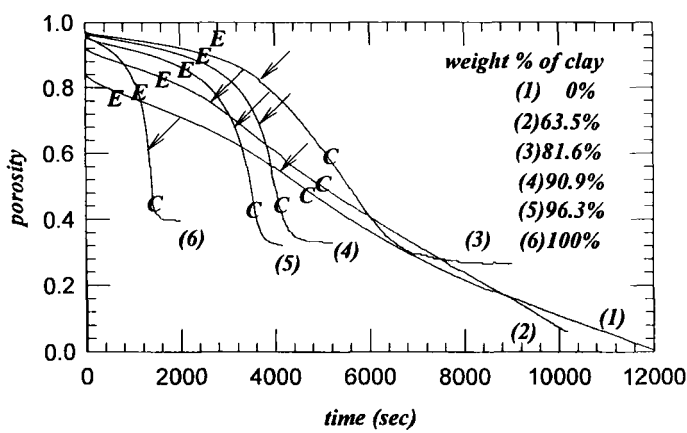 1.0
0.8
0.6
0.4
0.2
0.0
porosity
0 2000 4000 6000 8000 10000 12000
time (sec)
weight % of clay
(1) 0%
(2)63.5%
(3)81.6%
(4)90.9%
(5)96.3%
(6)100%
E
E
E
E
E
E
C
C
C
C
C
C
(6)
(5)
(4)
(3)
(2)
(1)